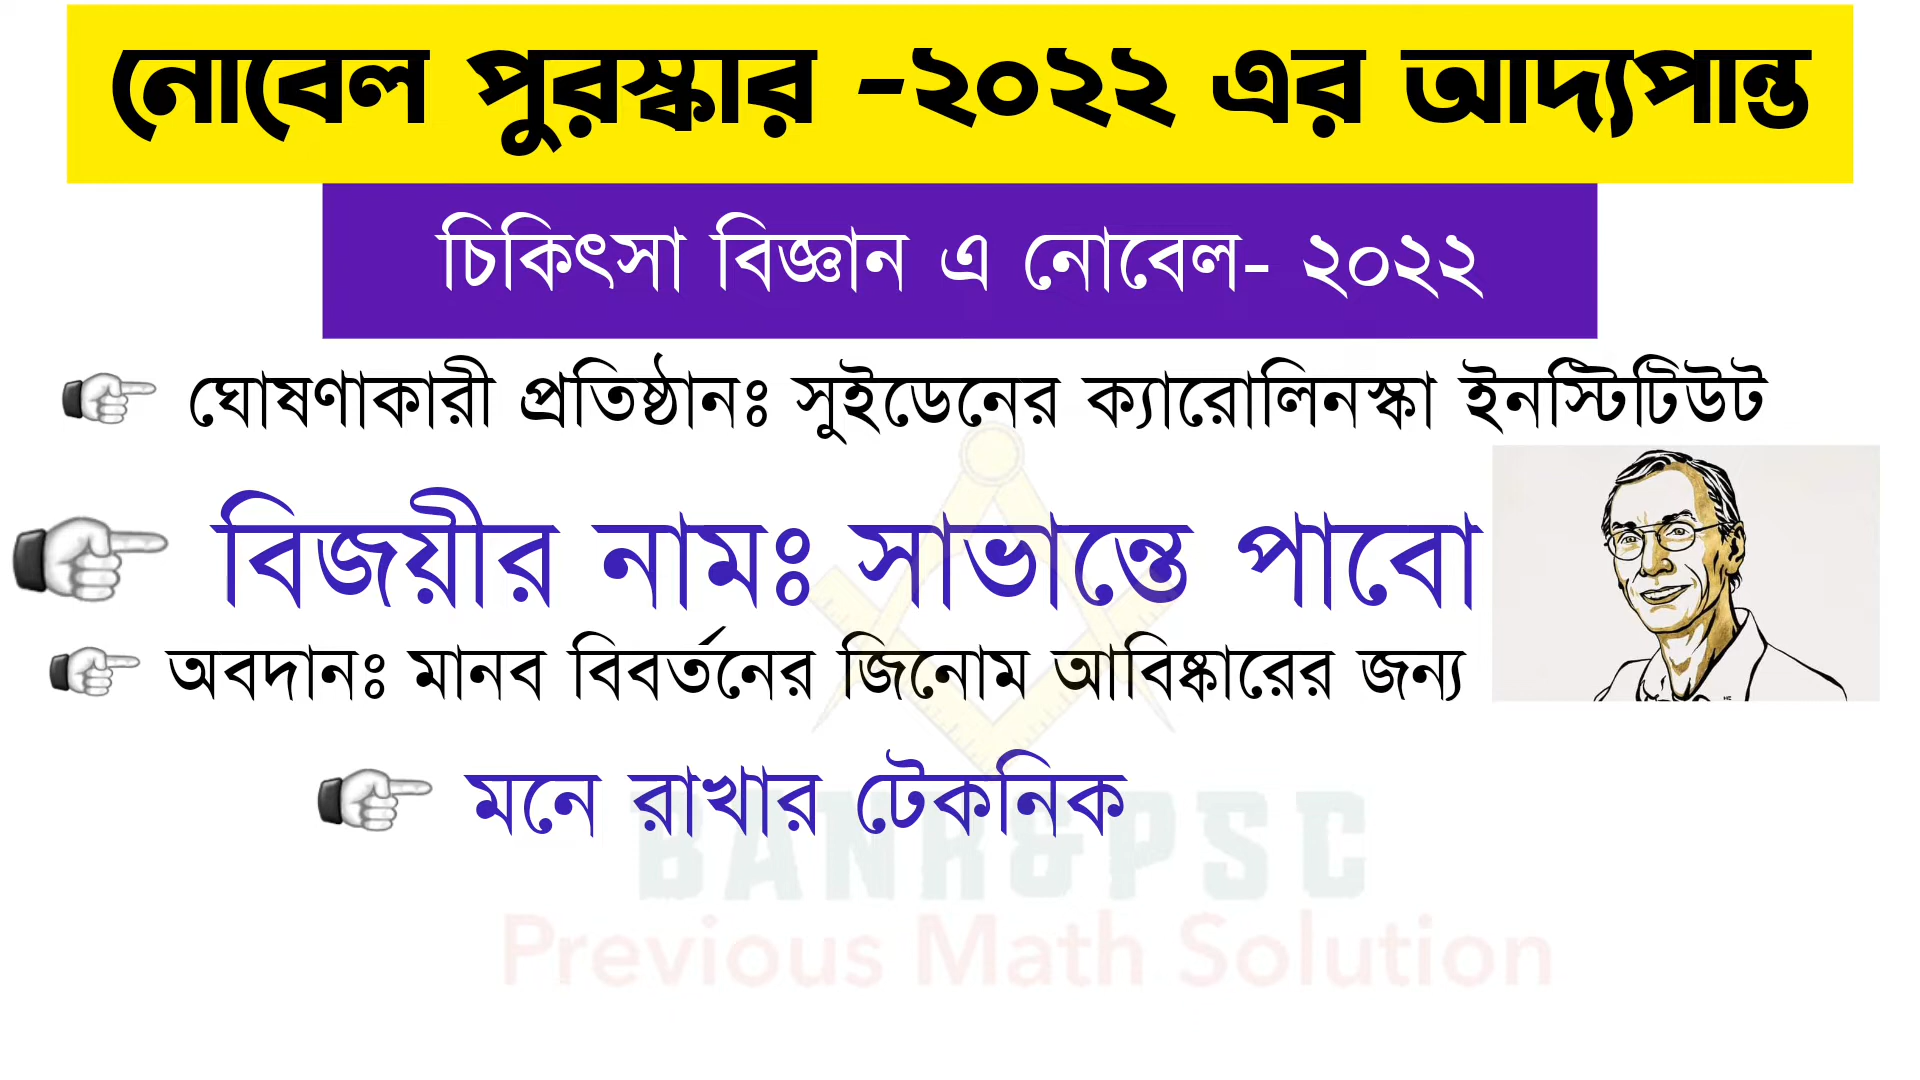 নোবেল পুরস্কার -২০২২ এর আদ্যপান্ত
চিকিৎসা বিজ্ঞান এ নোবেল- ২০২২
ঘোষণাকারী প্রতিষ্ঠানঃ সুইডেনের ক্যারোলিনস্কা ইনস্টিটিউট
বিজয়ীর নামঃ সাভান্তে পাবো
অবদানঃ মানব বিবর্তনের জিনোম আবিষ্কারের জন্য
মনে রাখার টেকনিক
BANK&PSC
Previous Math Solution